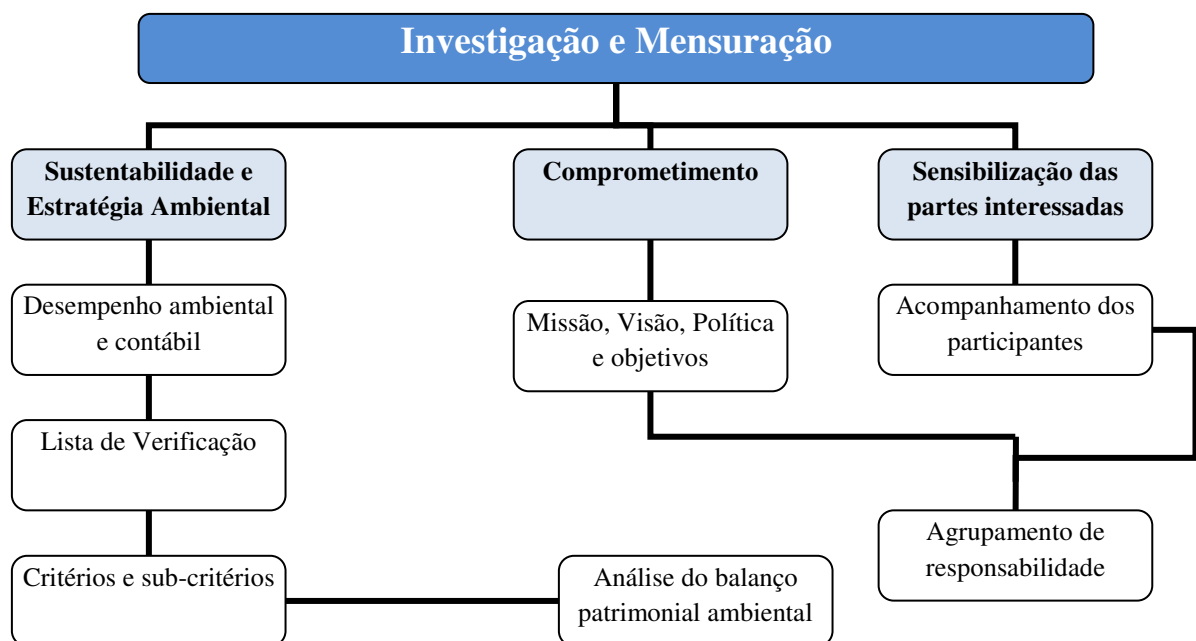 Investigação e Mensuração
Sustentabilidade e
Estratégia Ambiental
Comprometimento
Sensibilização das
partes interessadas
Desempenho ambiental
e contábil
Missão, Visão, Política
e objetivos
Acompanhamento dos
participantes
Lista de Verificação
Agrupamento de
responsabilidade
Critérios e sub-critérios
Análise do balanço
patrimonial ambiental